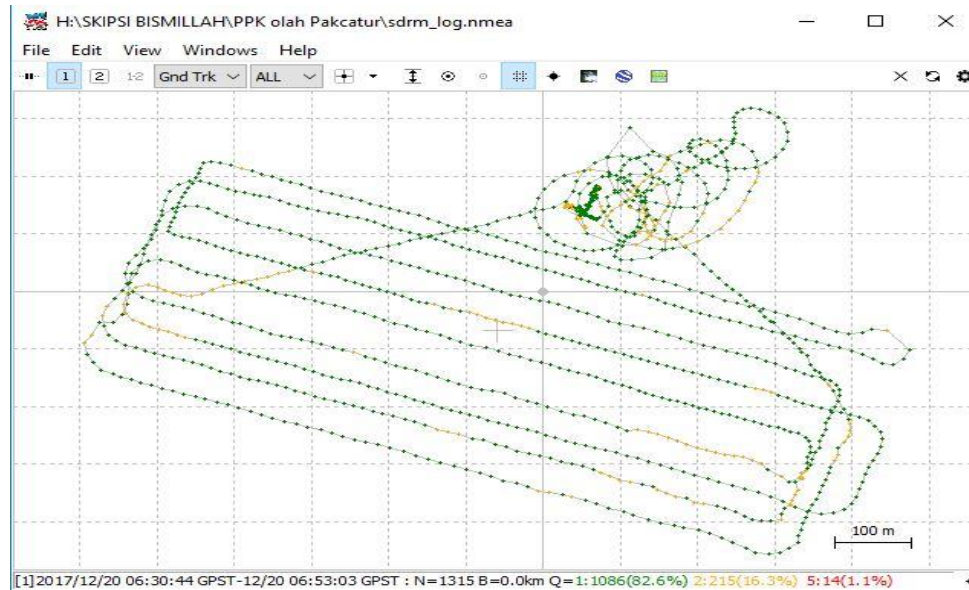 H:\SKIPSI BISMILLAH\PPK olah Pakcatur\sdrm_log.nmea
File Edit View Windows Help
1 2 1-2 Gnd Trk ALL
100 m
[1]2017/12/20 06:30:44 GPST-12/20 06:53:03 GPST : N=1315 B=0.0km Q=1:1086(82.6%) 2:215(16.3%) 5:14(1.1%)